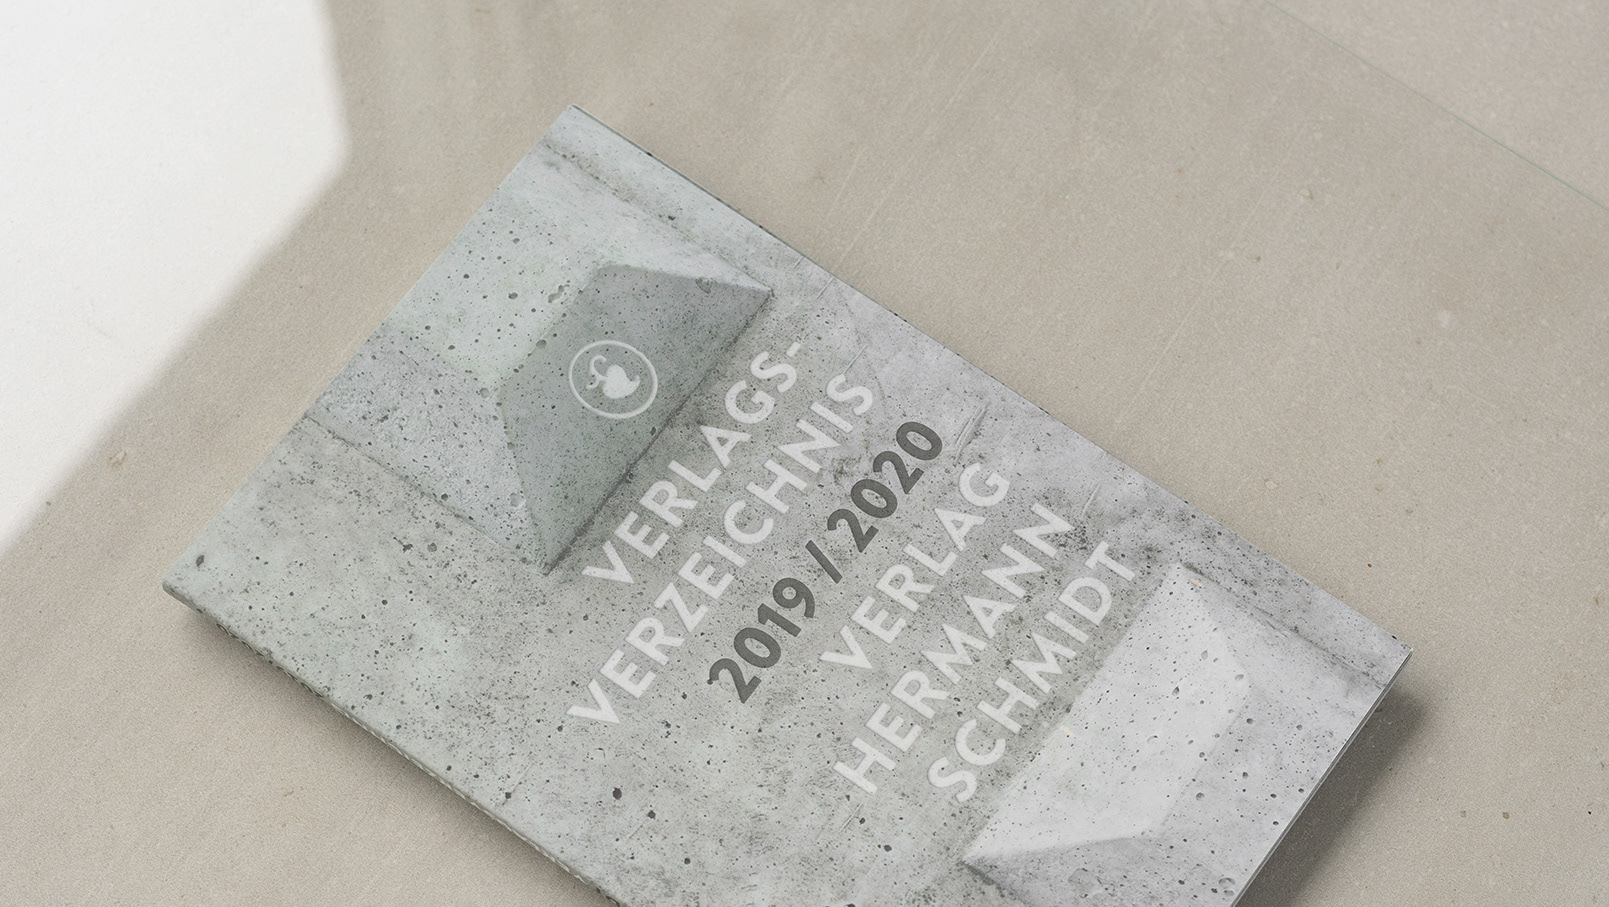 VERLAGS-
VERZEICHNIS
2019 / 2020
VERLAG
HERMANN
SCHMIDT